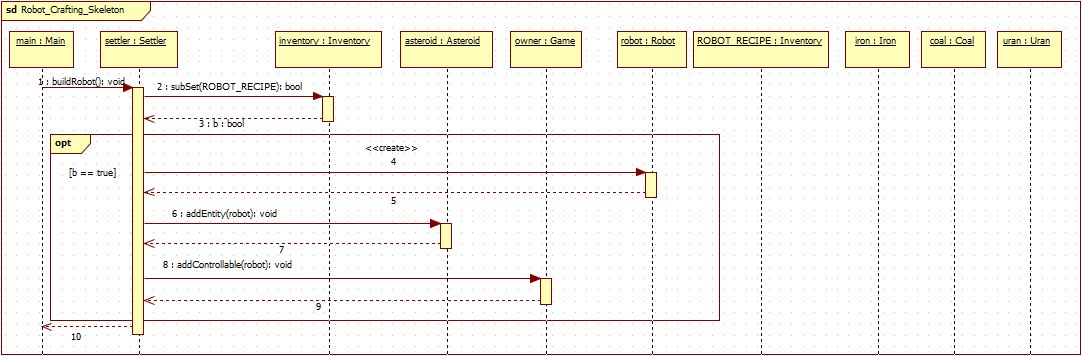 sd Robot_Crafting_Skeleton
main : Main
settler : Settler
inventory : Inventory
asteroid : Asteroid
owner : Game
robot : Robot
ROBOT_RECIPE : Inventory
iron : Iron
coal : Coal
uran : Uran
1 : buildRobot(): void
2 : subSet(ROBOT_RECIPE): bool
3 : b : bool
opt
<<create>>
4
[b == true]
5
6 : addEntity(robot): void
7
8 : addControllable(robot): void
9
10